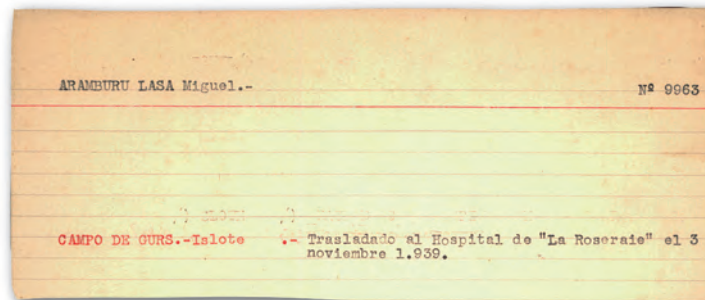 ARAMBURU LASA Miguel.-
Nº 9963
CAMPO DE GURS.-Islote .- Trasladado al Hospital de "La Roseraie" el 3
noviembre 1.939.